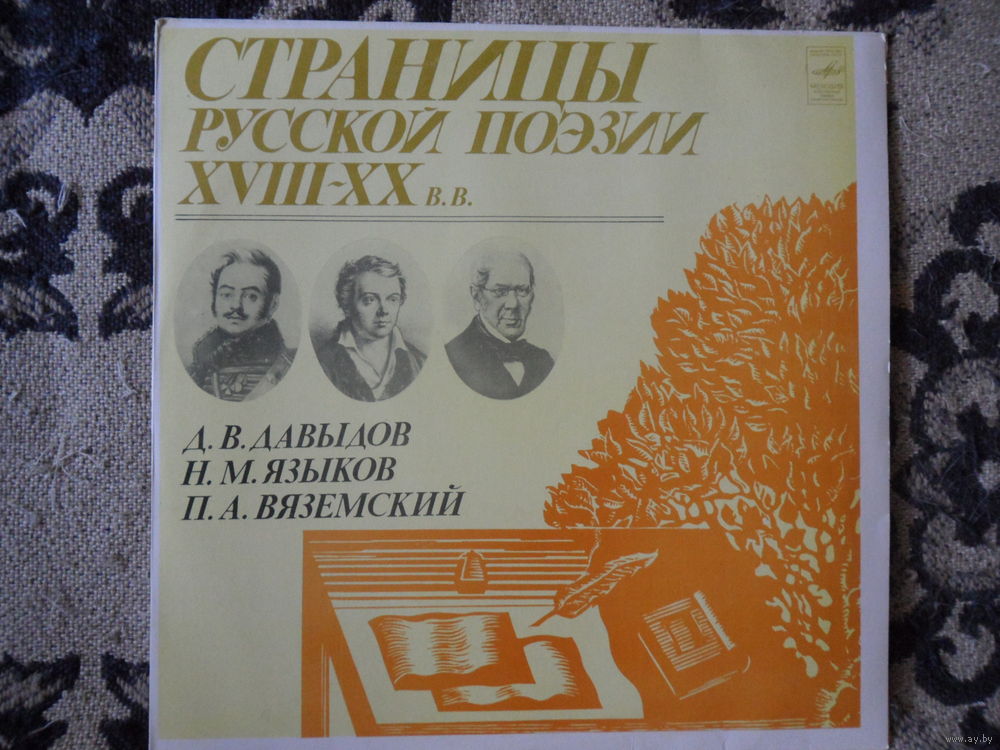 СТРАНИЦЫ
РУССКОЙ ПОЭЗИИ
XVIII-XX В.В.
Д. В. ДАВЫДОВ
Н. М. ЯЗЫКОВ
П. А. ВЯЗЕМСКИЙ
www.ay.by